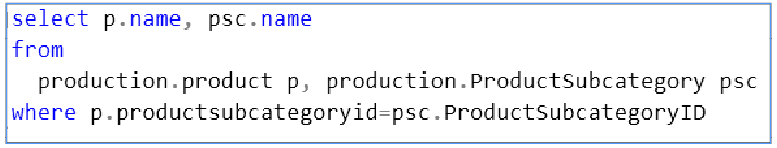 select p.name, psc.name
from
  production.product p, production.ProductSubcategory psc
where p.productsubcategoryid=psc.ProductSubcategoryID